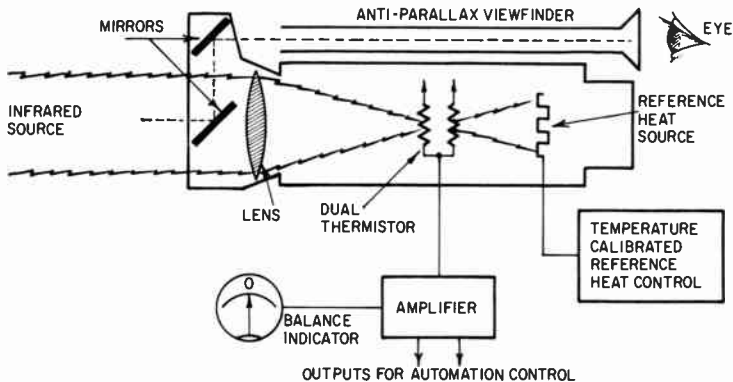 ANTI-PARALLAX VIEWFINDER
EYE
MIRRORS
INFRARED
SOURCE
REFERENCE
HEAT
SOURCE
LENS
DUAL
THERMISTOR
TEMPERATURE
CALIBRATED
REFERENCE
HEAT CONTROL
0
BALANCE
INDICATOR
AMPLIFIER
OUTPUTS FOR AUTOMATION CONTROL